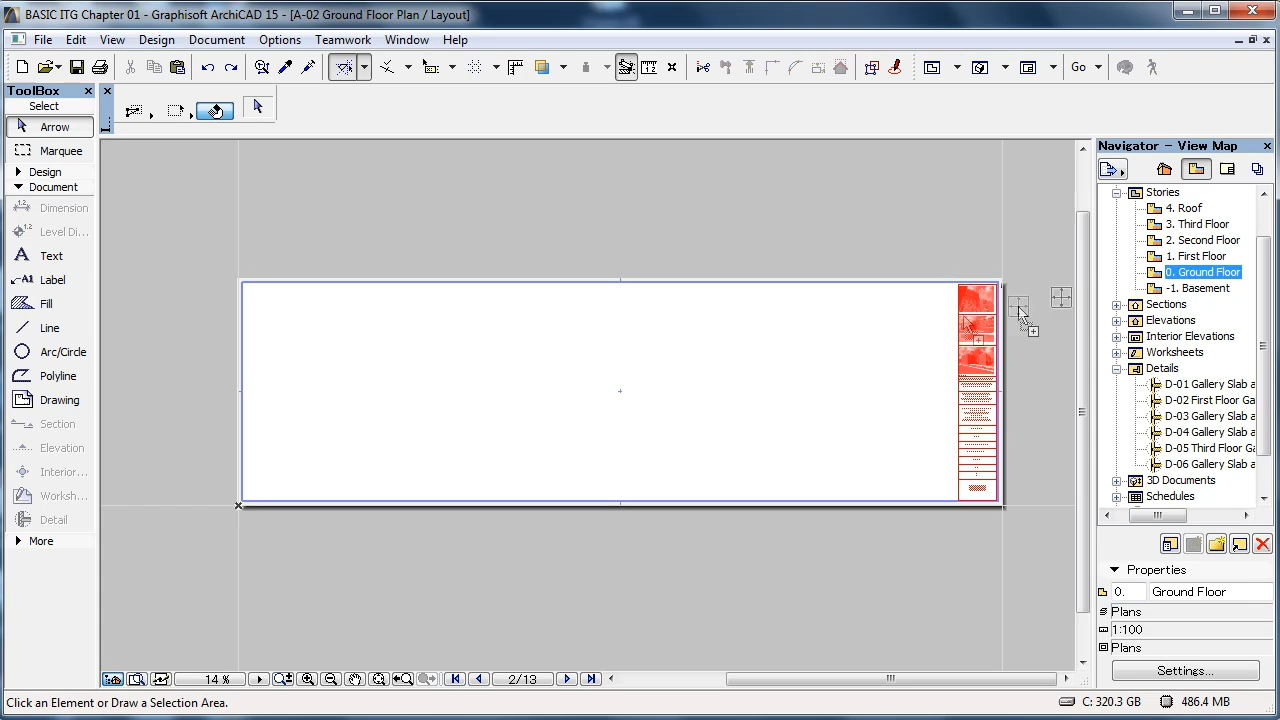 BASIC ITG Chapter 01 - Graphisoft ArchiCAD 15 - [A-02 Ground Floor Plan / Layout]
File Edit View Design Document Options Teamwork Window Help
Go
ToolBox
Select
Arrow
Marquee
Design
Document
Dimension
Level Di...
Text
Label
Fill
Line
Arc/Circle
Polyline
Drawing
Section
Elevation
Interior...
Worksh...
Detail
More
Navigator - View Map
Stories
4. Roof
3. Third Floor
2. Second Floor
1. First Floor
0. Ground Floor
-1. Basement
Sections
Elevations
Interior Elevations
Worksheets
Details
D-01 Gallery Slab a
D-02 First Floor Ga
D-03 Gallery Slab a
D-04 Gallery Slab a
D-05 Third Floor Ga
D-06 Gallery Slab a
3D Documents
Schedules
Properties
0. Ground Floor
Plans
1:100
Plans
Settings...
14 % 2/13
Click an Element or Draw a Selection Area. C: 320.3 GB 486.4 MB